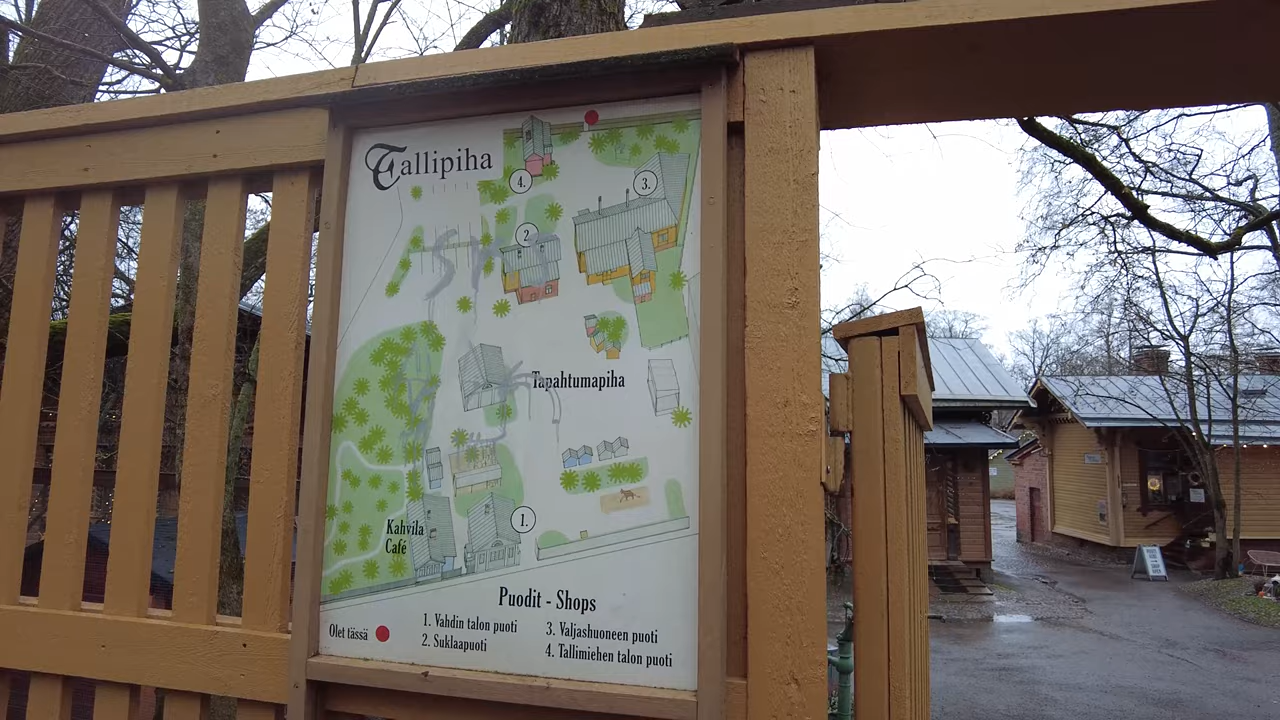 Tallipiha
4.
3.
2
Tapahtumapiha
1.
Kahvila
Café
Puodit - Shops
Olet tässä
1. Vahdin talon puoti
2. Suklaapuoti
3. Valjashuoneen puoti
4. Tallimiehen talon puoti